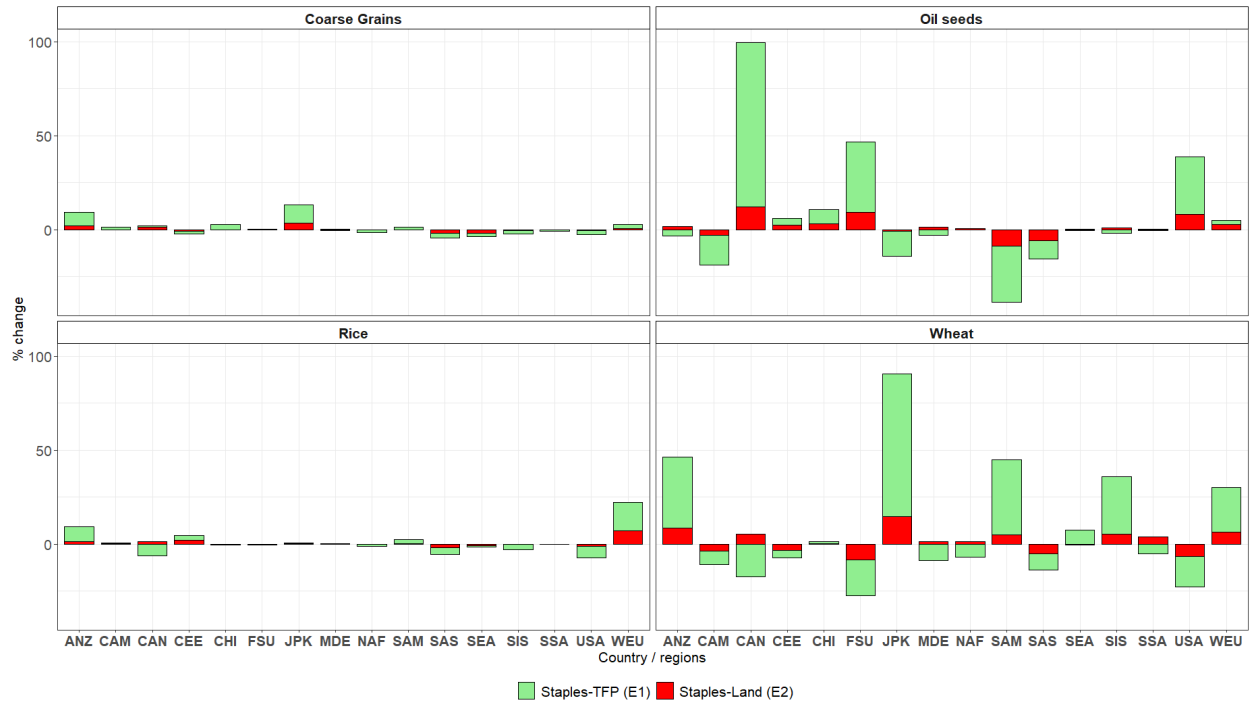 Coarse Grains
Oil seeds
100
50
0
Rice
Wheat
% change
100
50
0
ANZ CAM CAN CEE CHI FSU JPK MDE NAF SAM SAS SEA SIS SSA USA WEU
ANZ CAM CAN CEE CHI FSU JPK MDE NAF SAM SAS SEA SIS SSA USA WEU
Country / regions
Staples-TFP (E1) Staples-Land (E2)